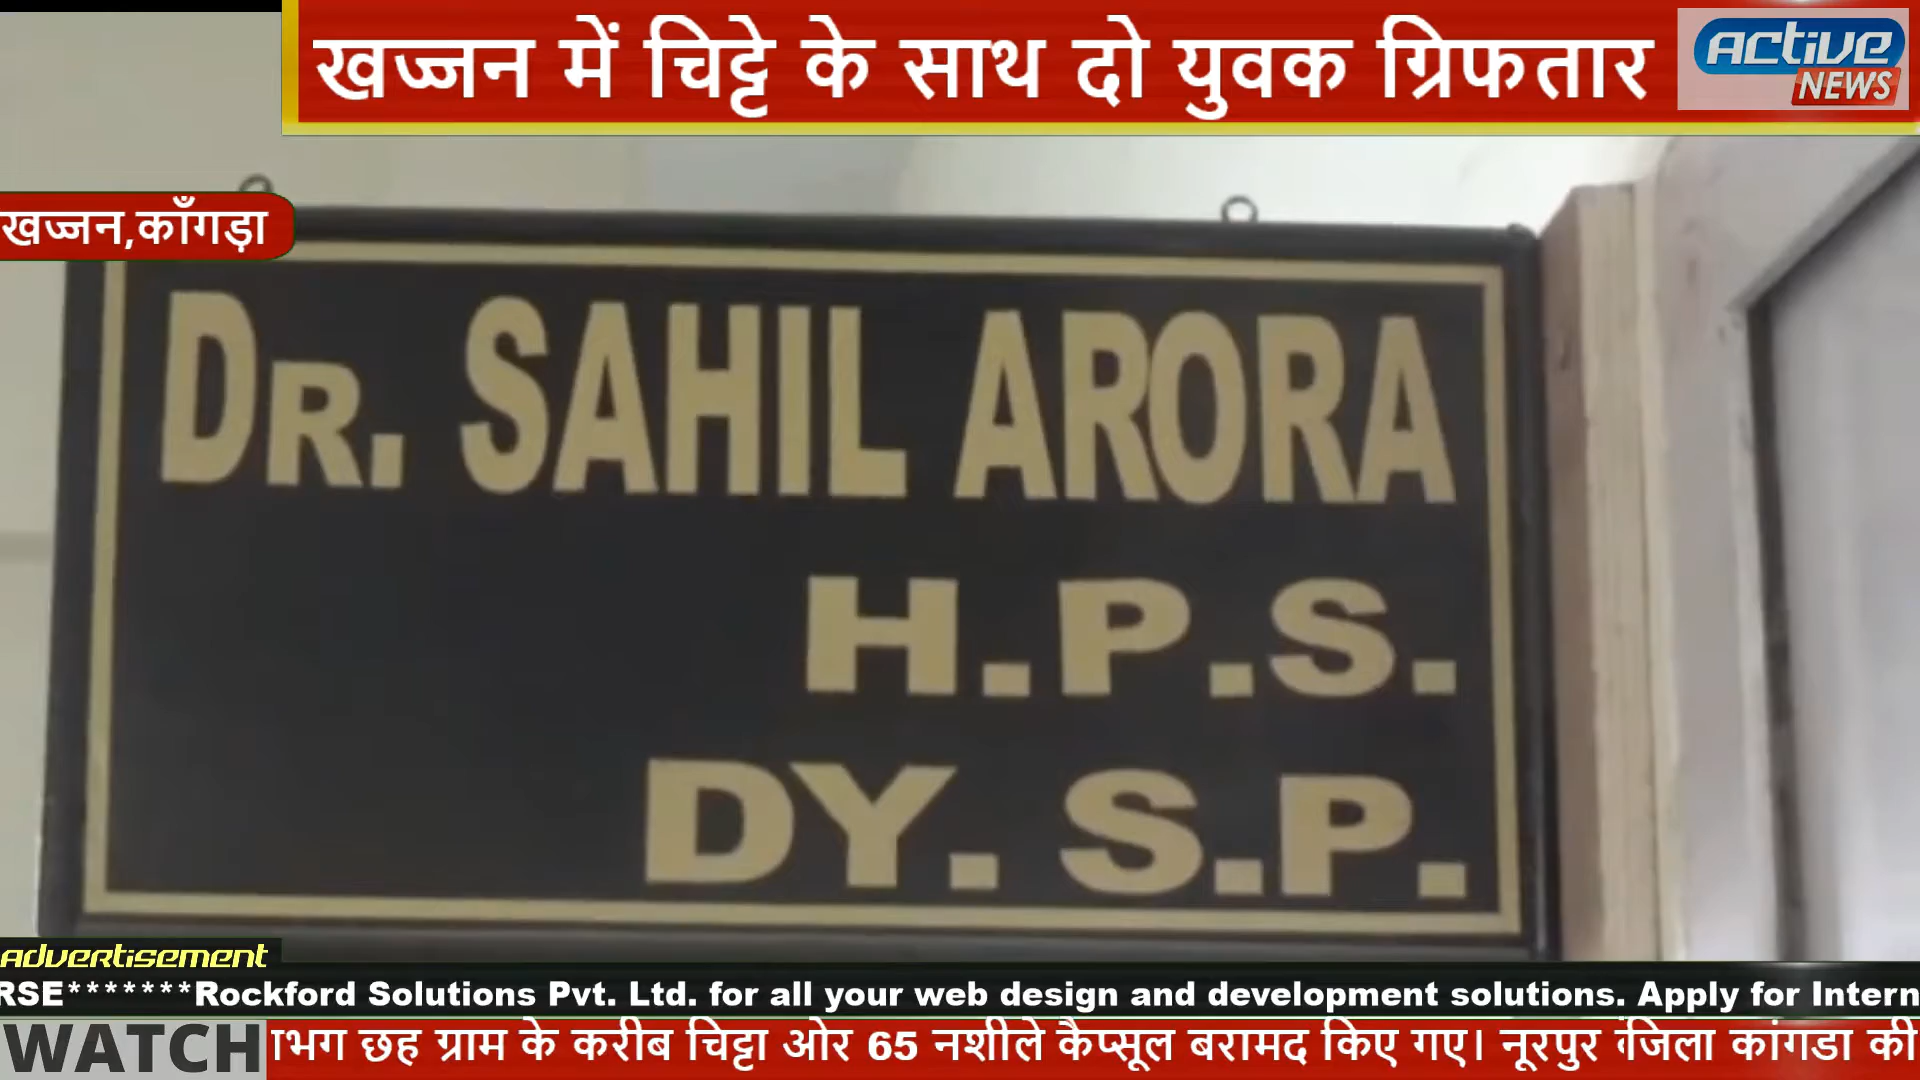 खज्जन में चिट्टे के साथ दो युवक ग्रिफतार
ACTIVE
NEWS
खज्जन,काँगड़ा
DR. SAHIL ARORA
H.P.S.
DY. S.P.
advertisement
RSE*******Rockford Solutions Pvt. Ltd. for all your web design and development solutions. Apply for Intern
WATCH
ाभग छह ग्राम के करीब चिट्टा ओर 65 नशीले कैप्सूल बरामद किए गए। नूरपुर जिला कांगडा की